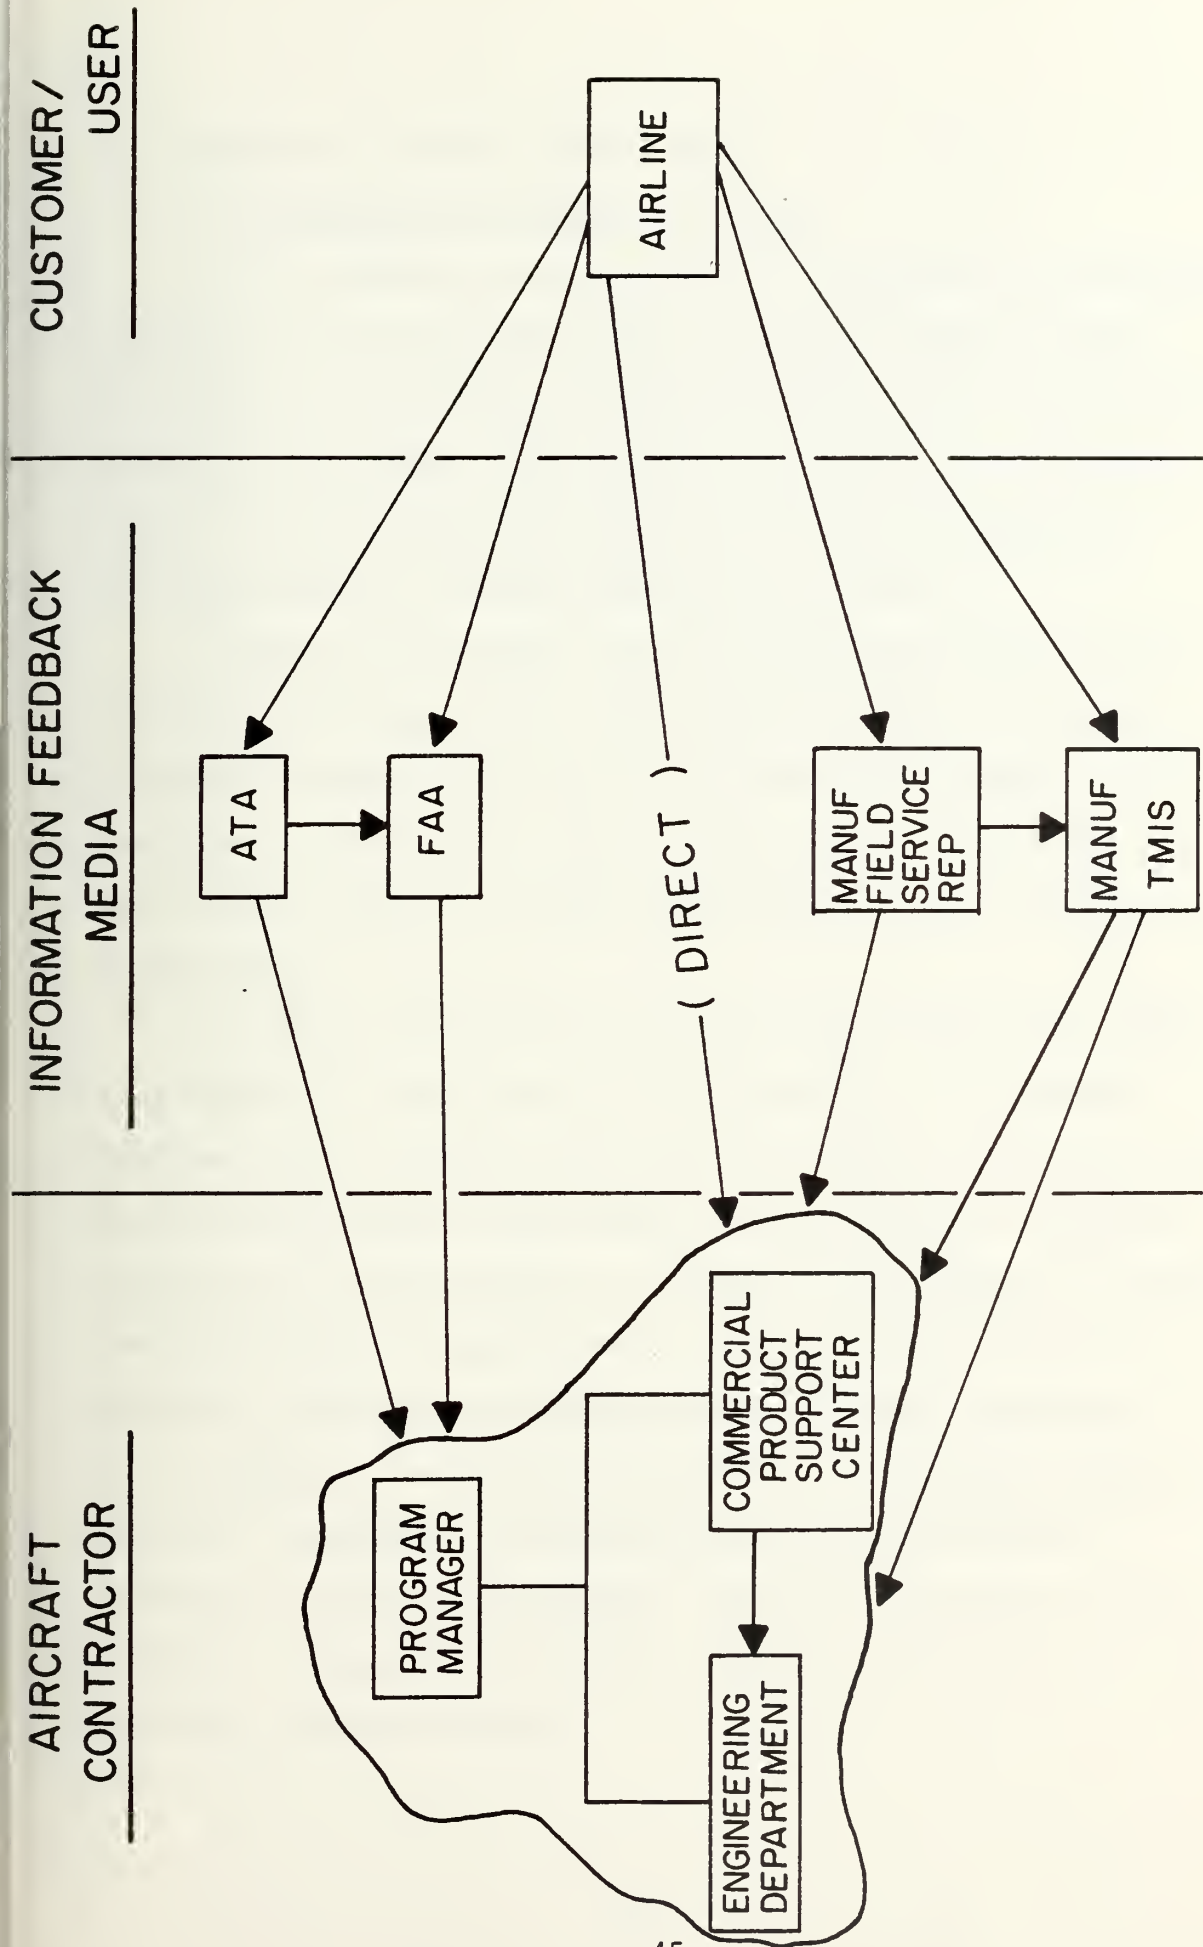 AIRCRAFT
CONTRACTOR
INFORMATION FEEDBACK
MEDIA
CUSTOMER/
USER
PROGRAM
MANAGER
ENGINEERING
DEPARTMENT
COMMERCIAL
PRODUCT
SUPPORT
CENTER
ATA
FAA
( DIRECT )
MANUF
FIELD
SERVICE
REP
MANUF
TMIS
AIRLINE